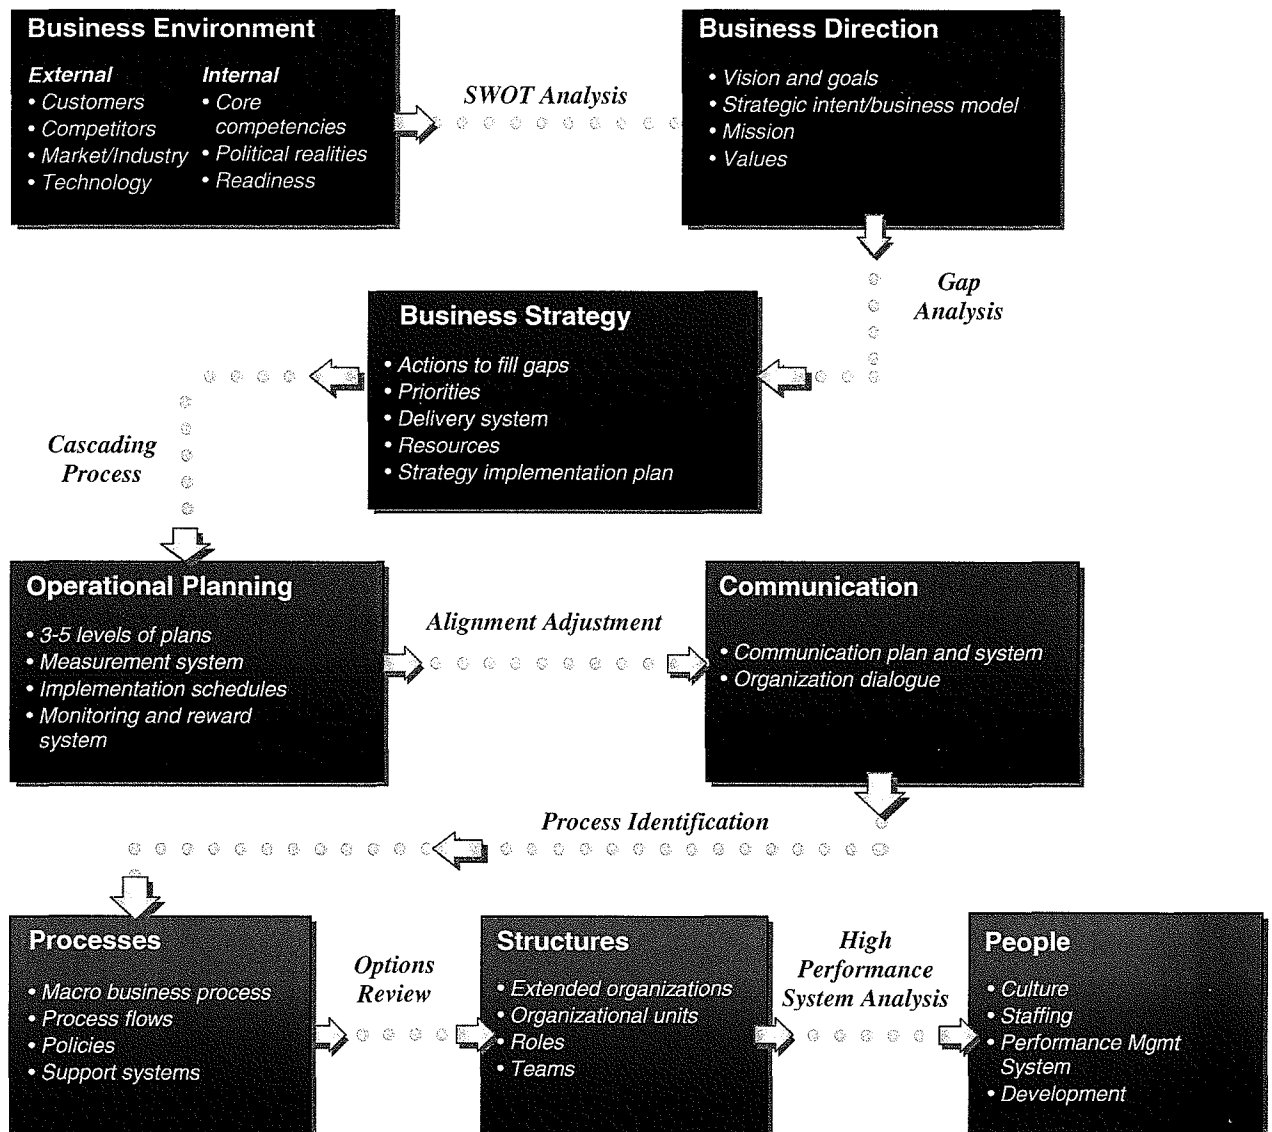 Business Environment
External
• Customers
• Competitors
• Market/Industry
• Technology
Internal
• Core
competencies
• Political realities
• Readiness
SWOT Analysis
Business Direction
• Vision and goals
• Strategic intent/business model
• Mission
• Values
Gap
Analysis
Business Strategy
• Actions to fill gaps
• Priorities
• Delivery system
• Resources
• Strategy implementation plan
Cascading
Process
Operational Planning
• 3-5 levels of plans
• Measurement system
• Implementation schedules
• Monitoring and reward
system
Alignment Adjustment
Communication
• Communication plan and system
• Organization dialogue
Process Identification
Processes
• Macro business process
• Process flows
• Policies
• Support systems
Options
Review
Structures
• Extended organizations
• Organizational units
• Roles
• Teams
High
Performance
System Analysis
People
• Culture
• Staffing
• Performance Mgmt
System
• Development